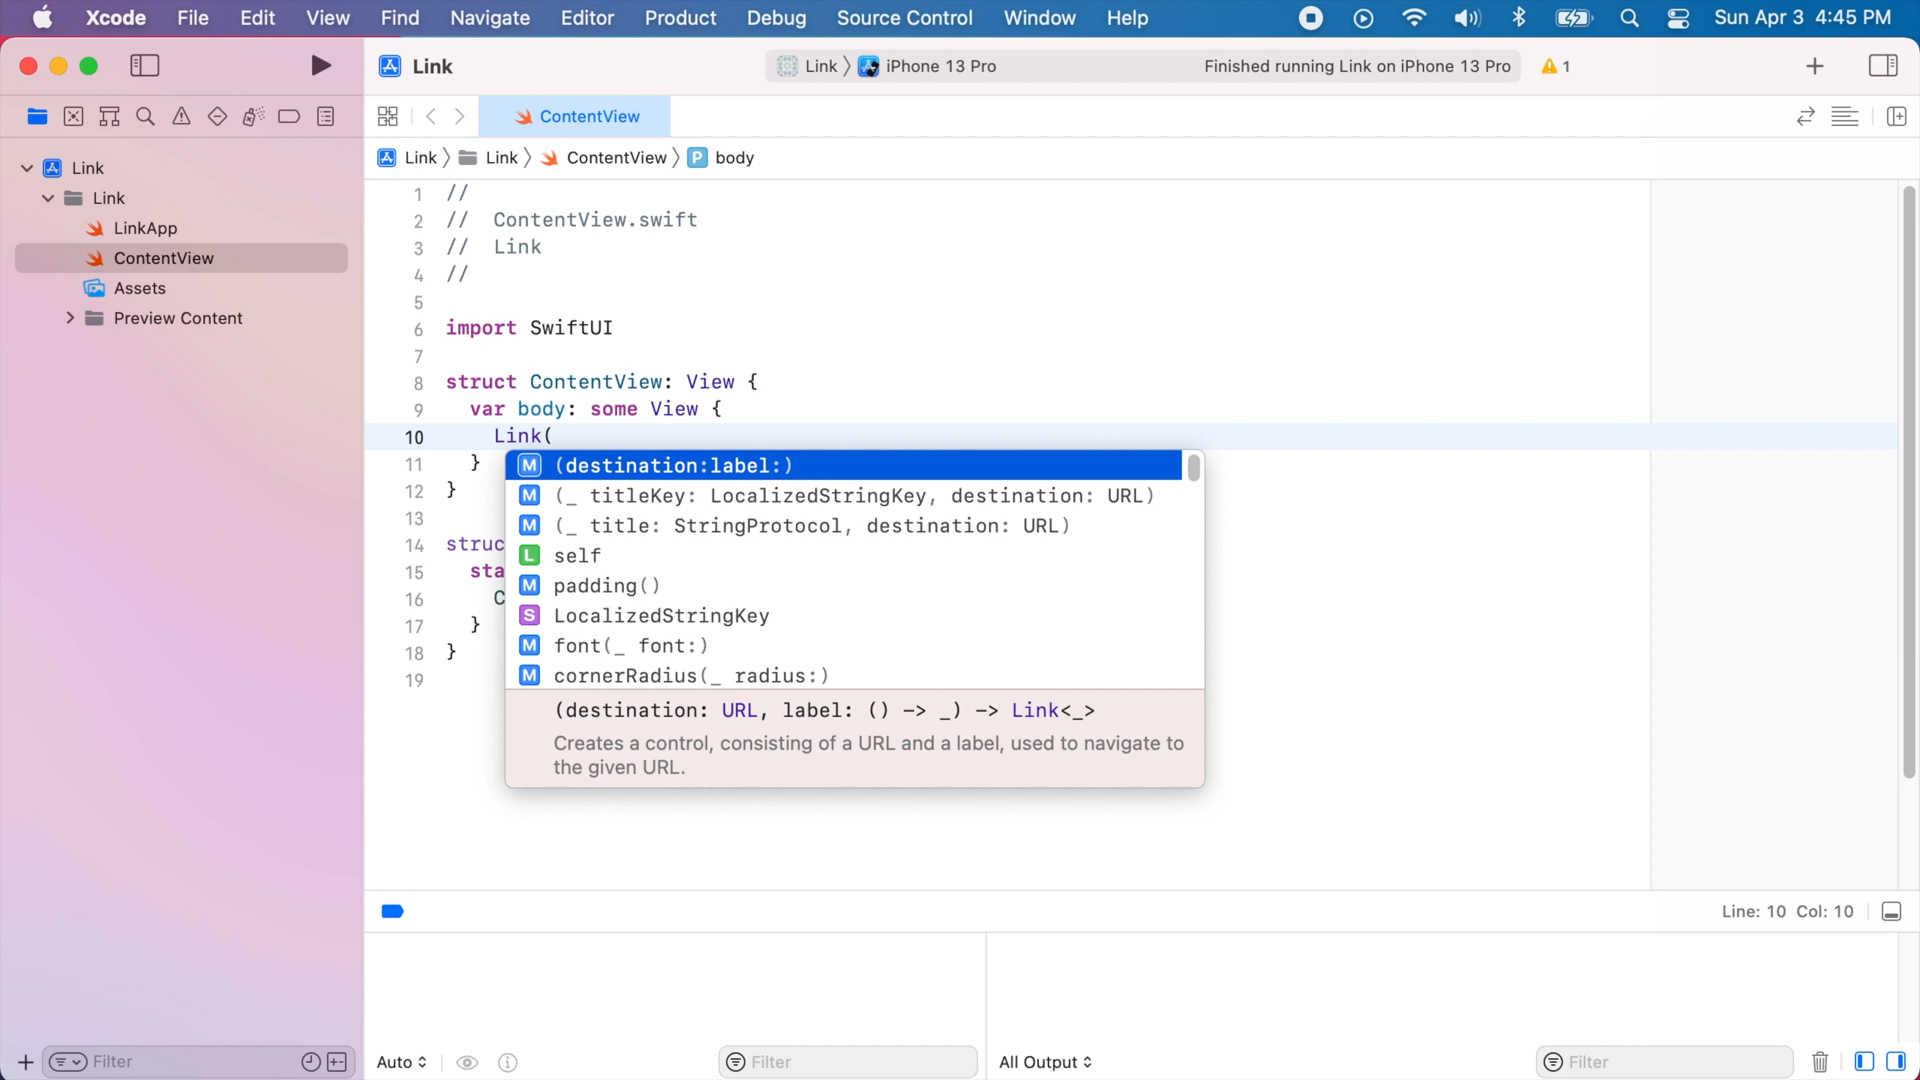 Xcode File Edit View Find Navigate Editor Product Debug Source Control Window Help Sun Apr 3 4:45 PM
Link Link 〉 iPhone 13 Pro Finished running Link on iPhone 13 Pro 1
ContentView
Link 〉 Link 〉 ContentView 〉 P body
Link
Link
LinkApp
ContentView
Assets
Preview Content
1 //
2 // ContentView.swift
3 // Link
4 //
5
6 import SwiftUI
7
8 struct ContentView: View {
9 var body: some View {
10 Link(
11 }
12 }
13
14 struc
15 sta
16 C
17 }
18 }
19
M (destination:label:)
M (_ titleKey: LocalizedStringKey, destination: URL)
M (_ title: StringProtocol, destination: URL)
L self
M padding()
S LocalizedStringKey
M font(_ font:)
M cornerRadius(_ radius:)
(destination: URL, label: () -> _) -> Link<_>
Creates a control, consisting of a URL and a label, used to navigate to
the given URL.
Line: 10 Col: 10
Filter Auto Filter All Output Filter